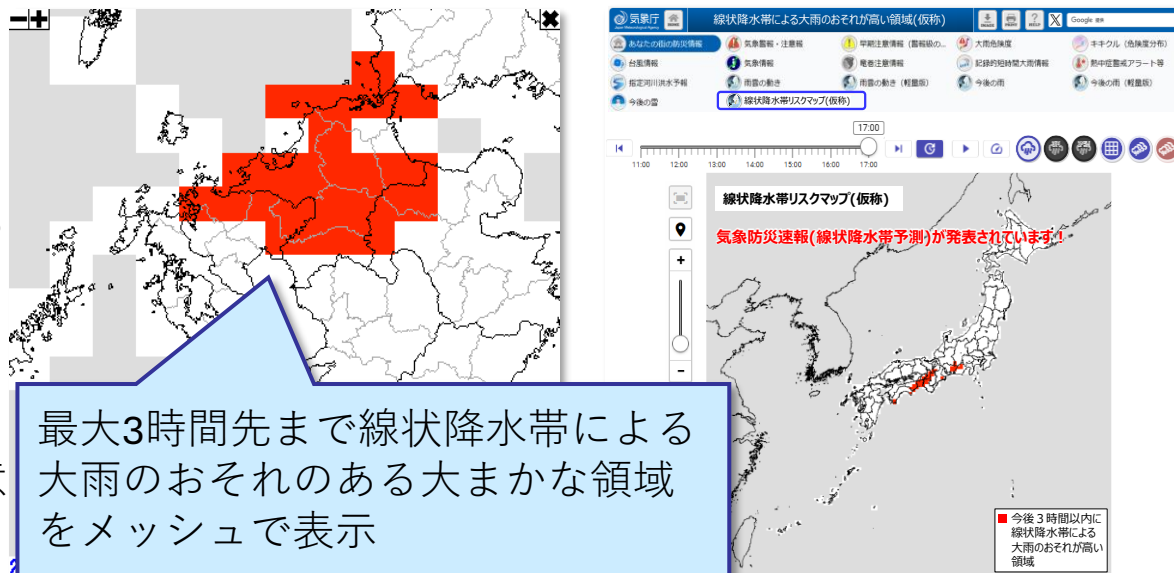 最大3時間先まで線状降水帯による
大雨のおそれのある大まかな領域
をメッシュで表示
気象庁
Japan Meteorological Agency
HOME
線状降水帯による大雨のおそれが高い領域(仮称)
PRINT
HELP
Google 検索
あなたの街の防災情報
気象警報・注意報
早期注意情報（警報級の...
大雨危険度
キキクル（危険度分布）
台風情報
気象情報
竜巻注意情報
記録的短時間大雨情報
熱中症警戒アラート等
指定河川洪水予報
雨雲の動き
雨雲の動き（軽量版）
今後の雨
今後の雨（軽量版）
今後の雪
線状降水帯リスクマップ(仮称)
17:00
11:00 12:00 13:00 14:00 15:00 16:00 17:00
線状降水帯リスクマップ(仮称)
気象防災速報(線状降水帯予測)が発表されています！
+
-
今後３時間以内に
線状降水帯による
大雨のおそれが高い
領域